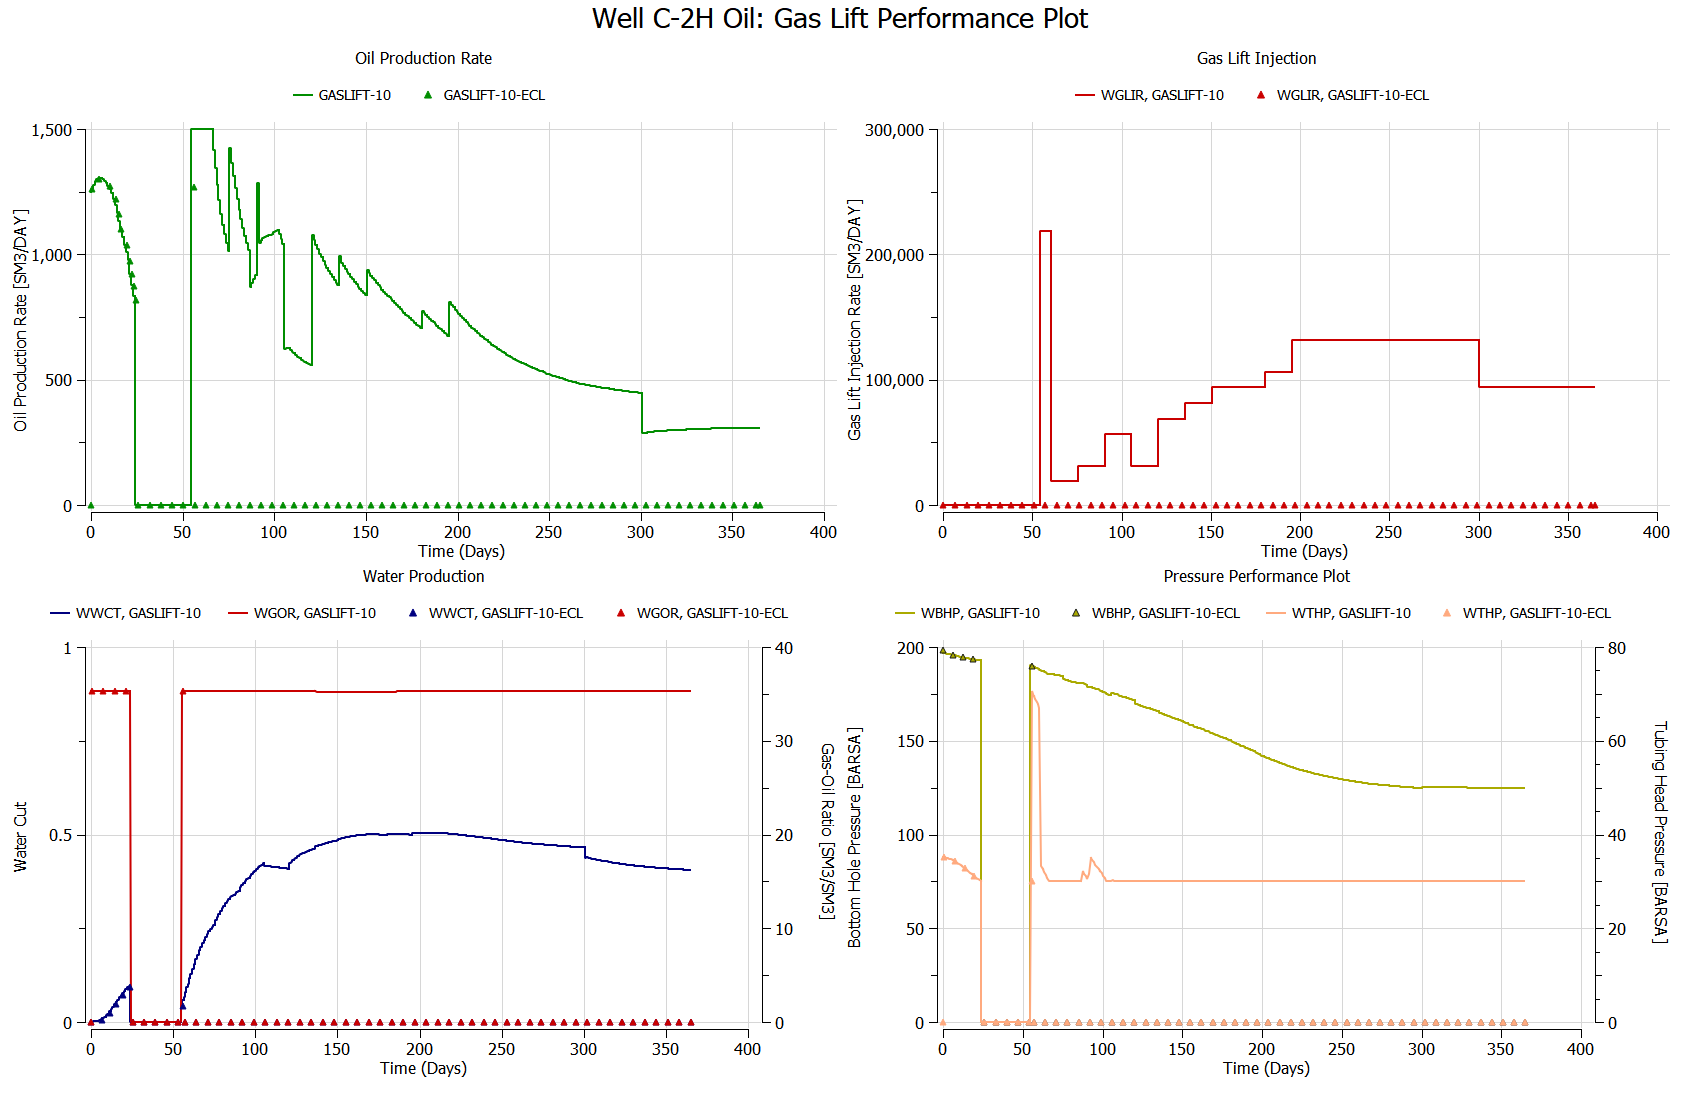 Well C-2H Oil: Gas Lift Performance Plot
Oil Production Rate
GASLIFT-10 GASLIFT-10-ECL
Oil Production Rate [SM3/DAY]
1,500
1,000
500
0
0 50 100 150 200 250 300 350 400
Time (Days)
Gas Lift Injection
WGLIR, GASLIFT-10 WGLIR, GASLIFT-10-ECL
Gas Lift Injection Rate [SM3/DAY]
300,000
200,000
100,000
0
0 50 100 150 200 250 300 350 400
Time (Days)
Water Production
WWCT, GASLIFT-10 WGOR, GASLIFT-10 WWCT, GASLIFT-10-ECL WGOR, GASLIFT-10-ECL
Water Cut
1
0.5
0
40
30
20
10
0
Gas-Oil Ratio [SM3/SM3]
0 50 100 150 200 250 300 350 400
Time (Days)
Pressure Performance Plot
WBHP, GASLIFT-10 WBHP, GASLIFT-10-ECL WTHP, GASLIFT-10 WTHP, GASLIFT-10-ECL
Bottom Hole Pressure [BARSA]
200
150
100
50
0
80
60
40
20
0
Tubing Head Pressure [BARSA]
0 50 100 150 200 250 300 350 400
Time (Days)